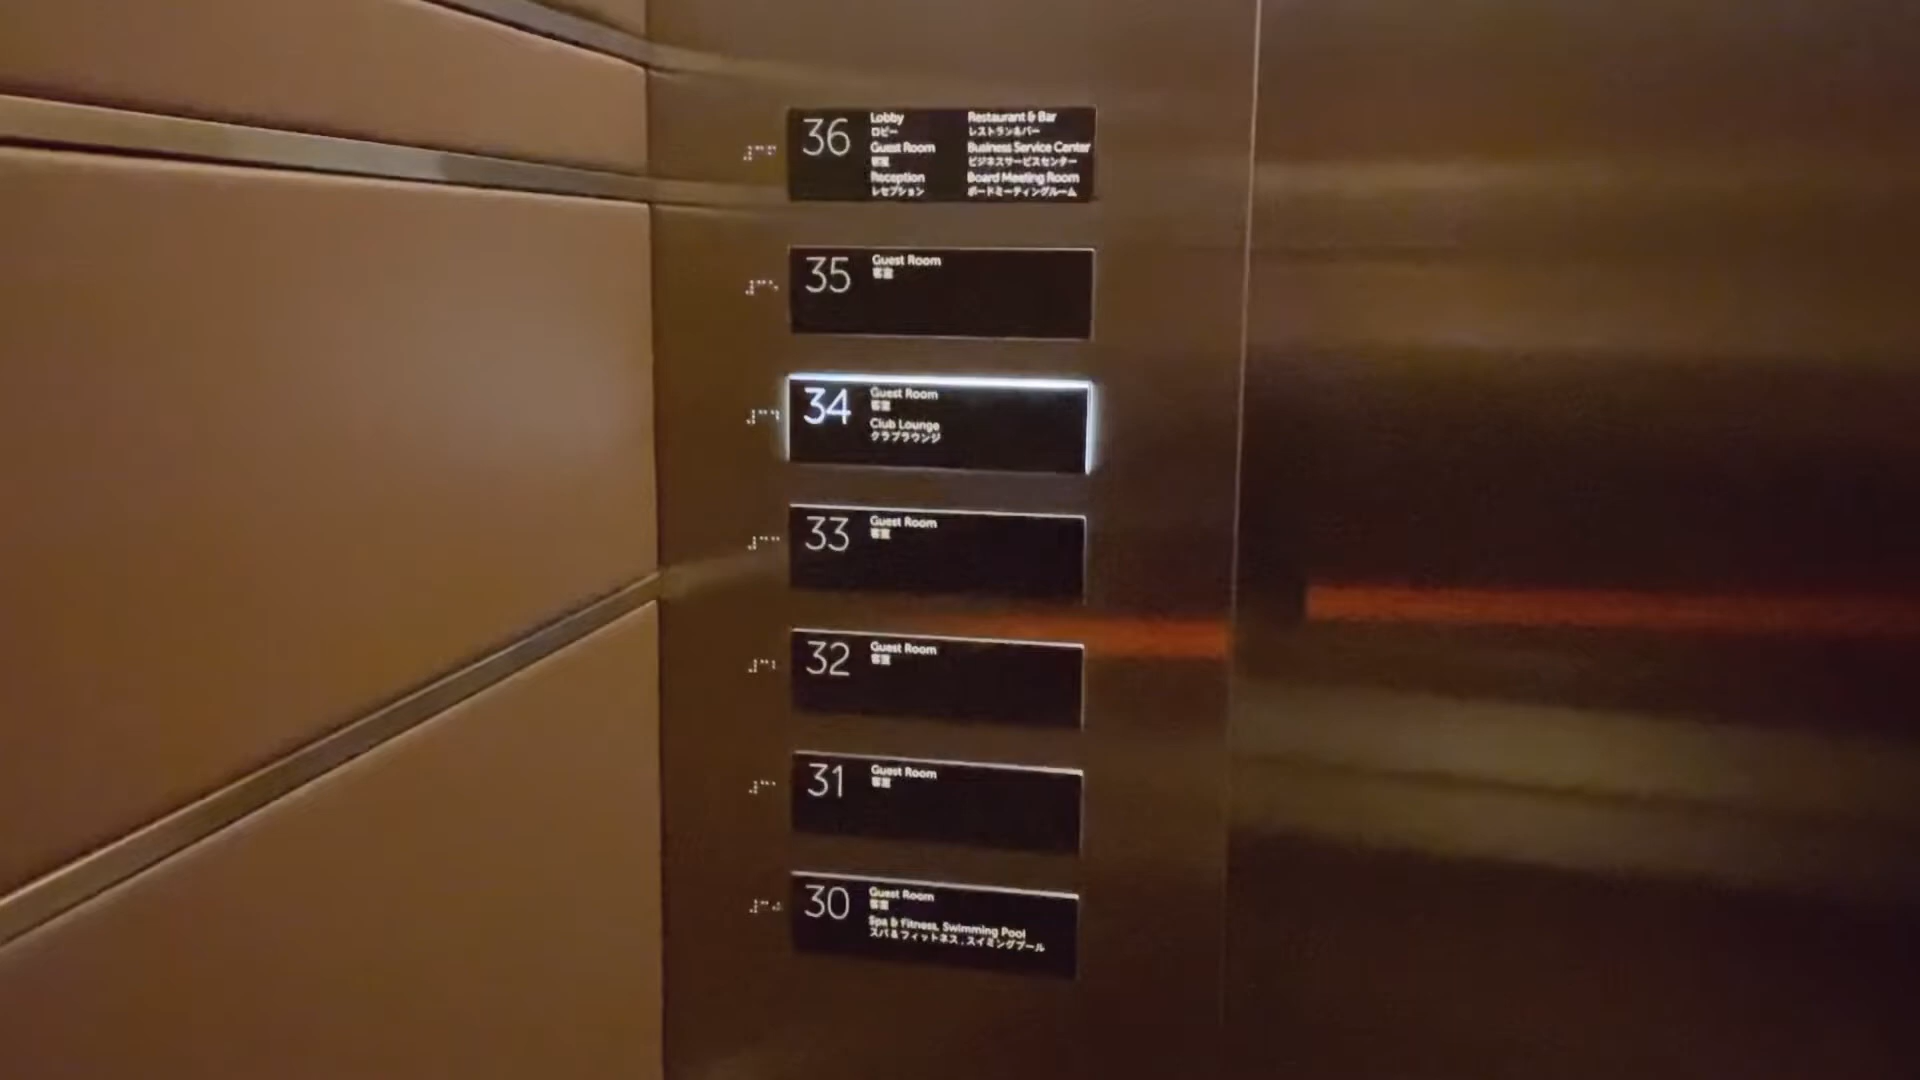 36
Lobby
ロビー
Guest Room
客室
Reception
レセプション
Restaurant & Bar
レストラン&バー
Business Service Center
ビジネスサービスセンター
Board Meeting Room
ボードミーティングルーム
35
Guest Room
客室
34
Guest Room
客室
Club Lounge
クラブラウンジ
33
Guest Room
客室
32
Guest Room
客室
31
Guest Room
客室
30
Guest Room
客室
Spa & Fitness, Swimming Pool
スパ&フィットネス,スイミングプール